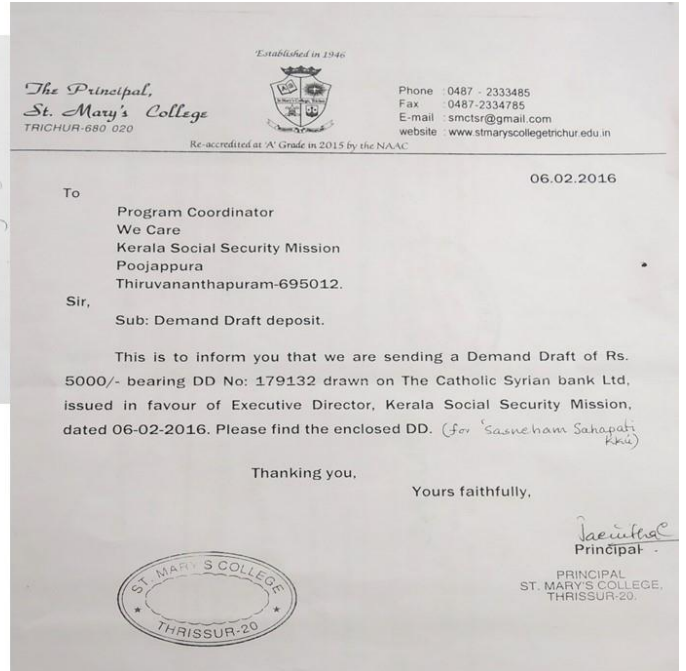 Established in 1946
The Principal,
St. Mary's College
TRICHUR-680 020
Phone : 0487 - 2333485
Fax : 0487-2334785
E-mail : smctsr@gmail.com
website : www.stmaryscollegetrichur.edu.in
Re-accredited at 'A' Grade in 2015 by the NAAC
06.02.2016
To
Program Coordinator
We Care
Kerala Social Security Mission
Poojappura
Thiruvananthapuram-695012.
Sir,
Sub: Demand Draft deposit.
This is to inform you that we are sending a Demand Draft of Rs.
5000/- bearing DD No: 179132 drawn on The Catholic Syrian bank Ltd,
issued in favour of Executive Director, Kerala Social Security Mission,
dated 06-02-2016. Please find the enclosed DD. (for 'Sasneham Sahapati
Thanking you,
Yours faithfully,
Principal
PRINCIPAL
ST. MARY'S COLLEGE,
THRISSUR-20.
ST. MARY'S COLLEGE
THRISSUR-20